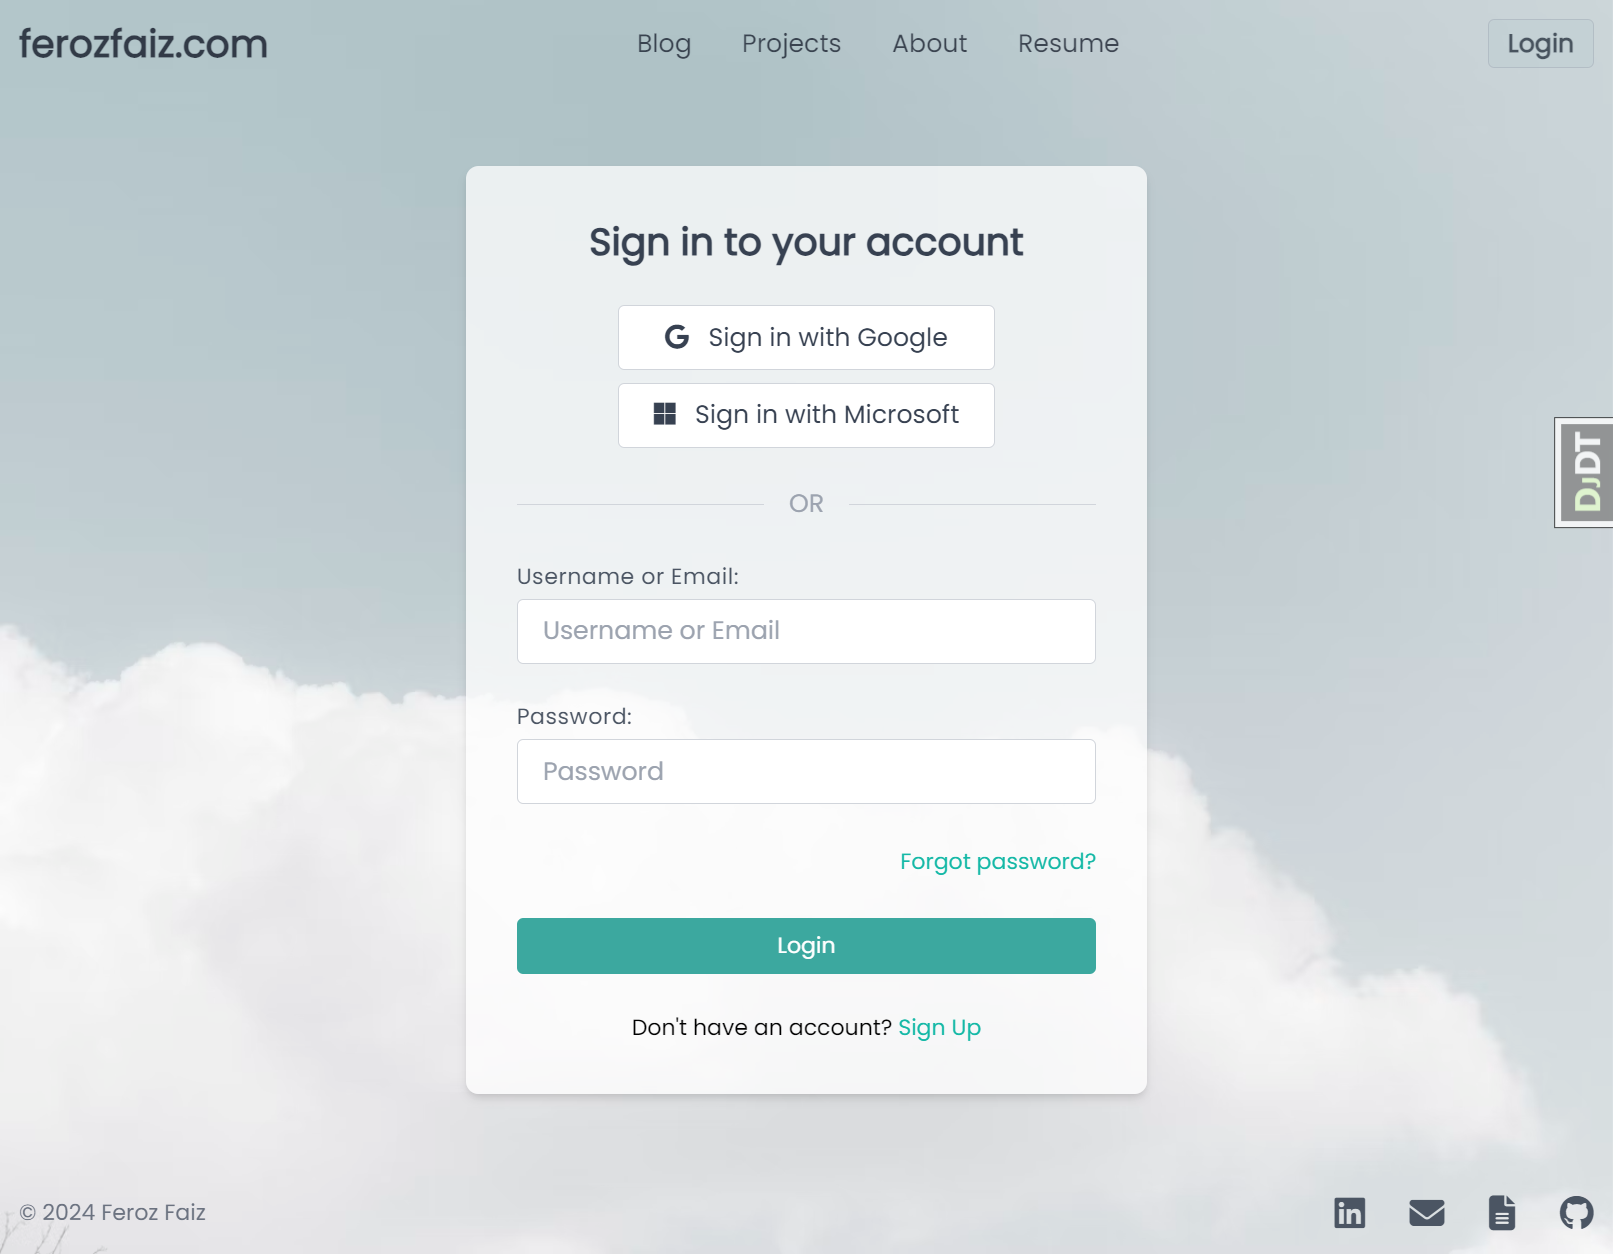 ferozfaiz.com
Blog Projects About Resume
Login
Sign in to your account
Sign in with Google
Sign in with Microsoft
OR
Username or Email:
Username or Email
Password:
Password
Forgot password?
Login
Don't have an account? Sign Up
DJDT
© 2024 Feroz Faiz